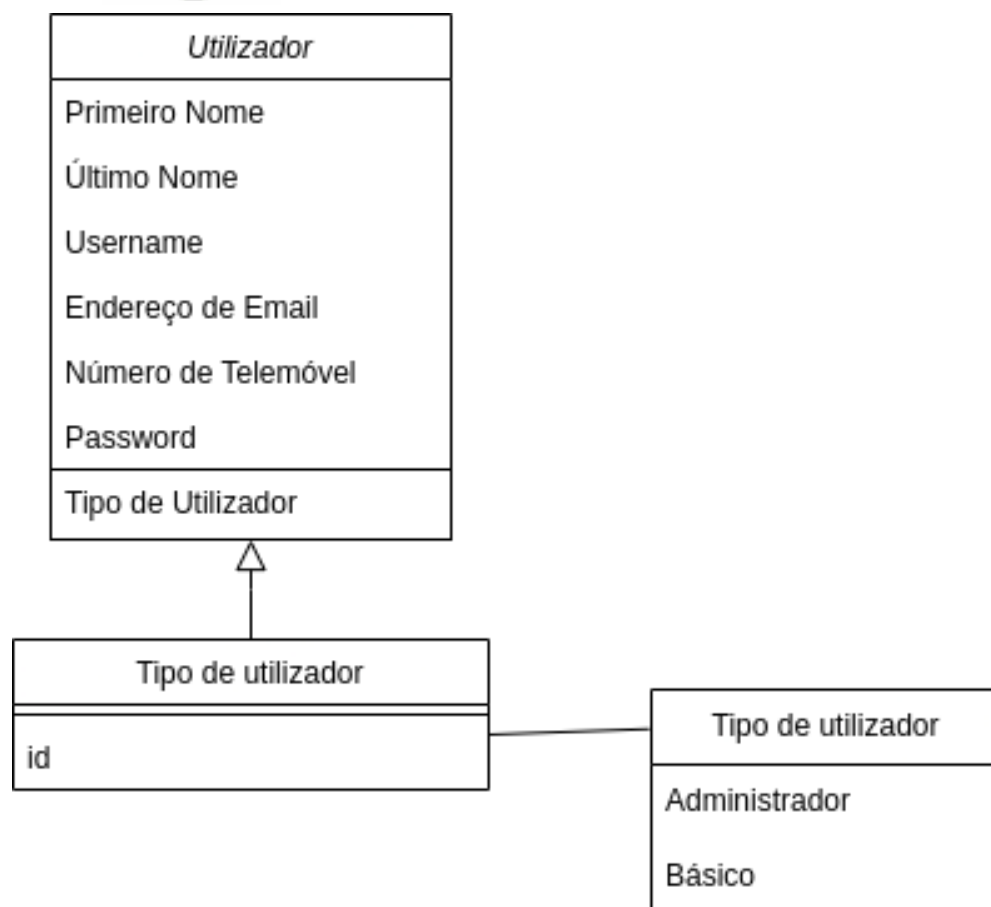 Utilizador
Primeiro Nome
Último Nome
Username
Endereço de Email
Número de Telemóvel
Password
Tipo de Utilizador
Tipo de utilizador
id
Tipo de utilizador
Administrador
Básico